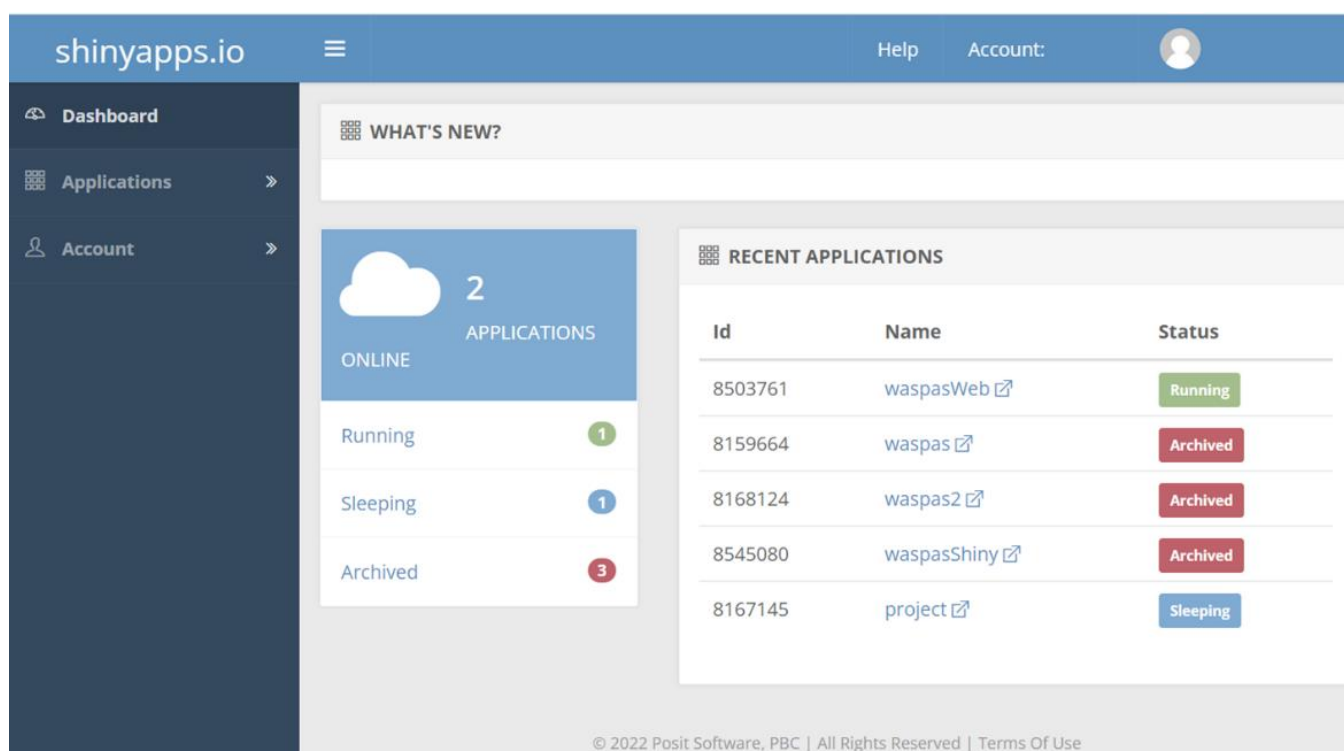 shinyapps.io
Help Account:
Dashboard
Applications
Account
WHAT'S NEW?
2
APPLICATIONS
ONLINE
Running 1
Sleeping 1
Archived 3
RECENT APPLICATIONS
Id Name Status
8503761 waspasWeb Running
8159664 waspas Archived
8168124 waspas2 Archived
8545080 waspasShiny Archived
8167145 project Sleeping
© 2022 Posit Software, PBC | All Rights Reserved | Terms Of Use